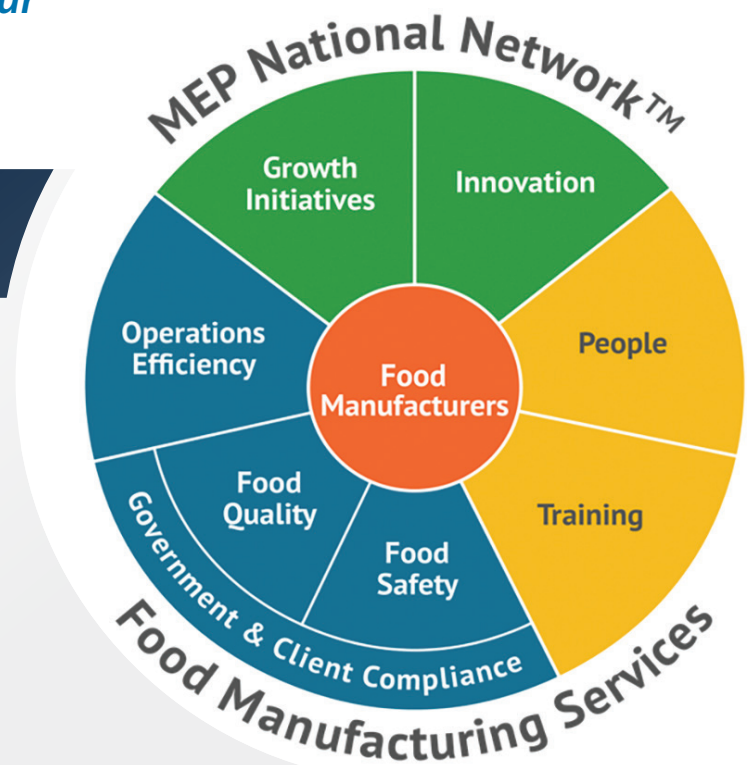 MEP National Network™
Growth
Initiatives
Innovation
Operations
Efficiency
People
Food
Manufacturers
Food
Quality
Food
Safety
Training
Government & Client Compliance
Food Manufacturing Services